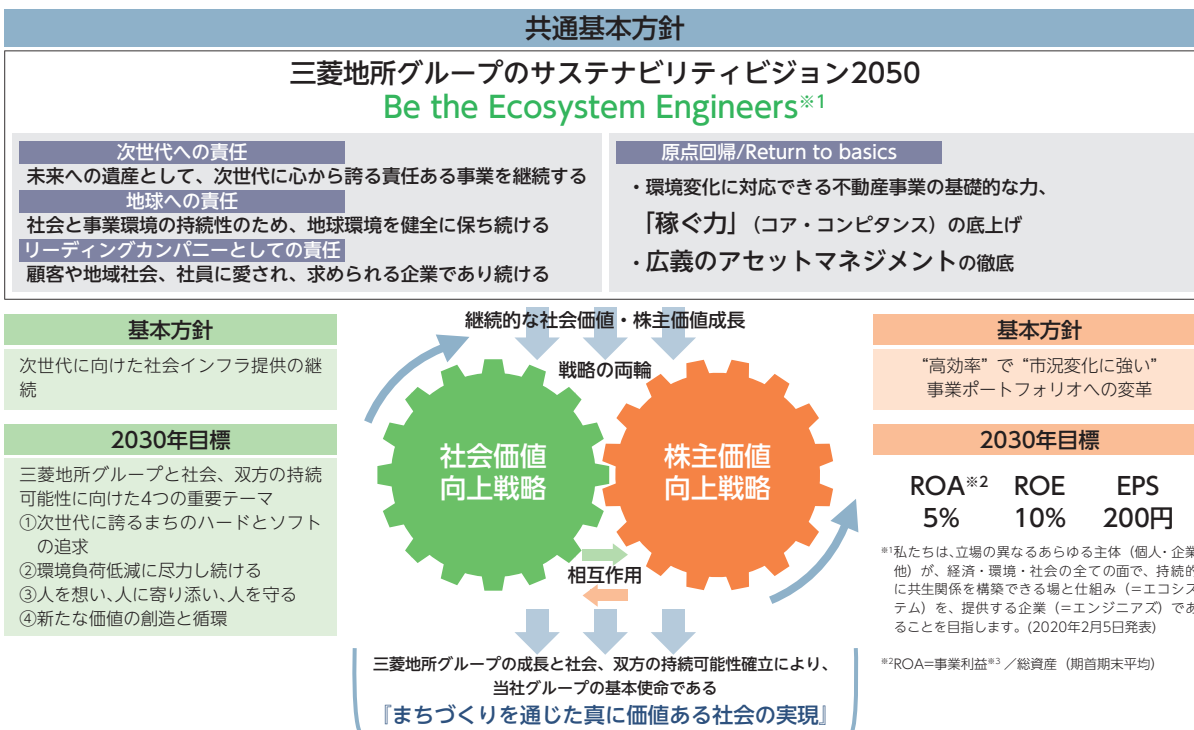 共通基本方針
三菱地所グループのサステナビリティビジョン2050
Be the Ecosystem Engineers※1
次世代への責任
未来への遺産として、次世代に心から誇る責任ある事業を継続する
地球への責任
社会と事業環境の持続性のため、地球環境を健全に保ち続ける
リーディングカンパニーとしての責任
顧客や地域社会、社員に愛され、求められる企業であり続ける
原点回帰/Return to basics
・環境変化に対応できる不動産事業の基礎的な力、
「稼ぐ力」（コア・コンピタンス）の底上げ
・広義のアセットマネジメントの徹底
基本方針
次世代に向けた社会インフラ提供の継
続
2030年目標
三菱地所グループと社会、双方の持続
可能性に向けた4つの重要テーマ
①次世代に誇るまちのハードとソフト
の追求
②環境負荷低減に尽力し続ける
③人を想い、人に寄り添い、人を守る
④新たな価値の創造と循環
継続的な社会価値・株主価値成長
戦略の両輪
社会価値
向上戦略
株主価値
向上戦略
相互作用
三菱地所グループの成長と社会、双方の持続可能性確立により、
当社グループの基本使命である
『まちづくりを通じた真に価値ある社会の実現』
基本方針
“高効率”で“市況変化に強い”
事業ポートフォリオへの変革
2030年目標
ROA※2 ROE EPS
5% 10% 200円
※1私たちは、立場の異なるあらゆる主体（個人・企業
他）が、経済・環境・社会の全ての面で、持続的
に共生関係を構築できる場と仕組み（＝エコシス
テム）を、提供する企業（＝エンジニアズ）であ
ることを目指します。(2020年2月5日発表)
※2ROA=事業利益※3／総資産（期首期末平均）